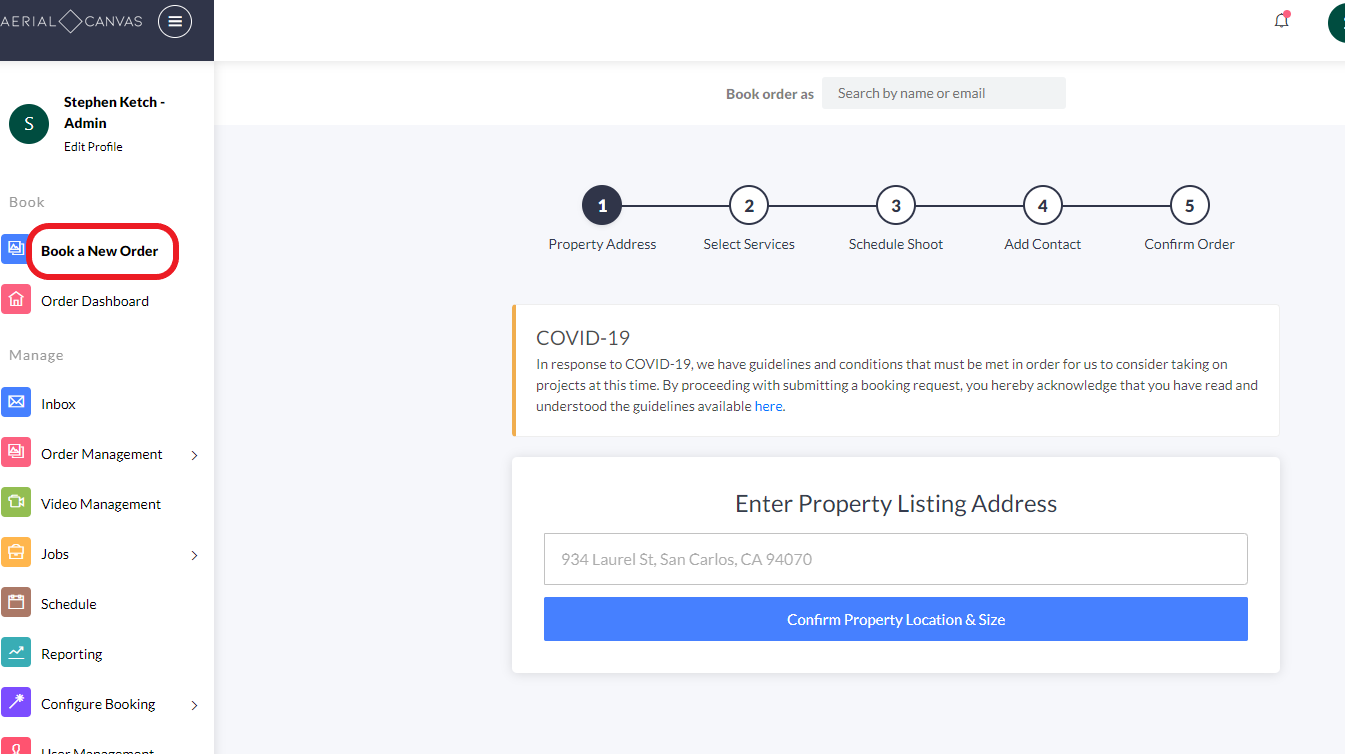 AERIAL CANVAS
Book order as
Search by name or email
S
Stephen Ketch -
Admin
Edit Profile
Book
Book a New Order
Order Dashboard
Manage
Inbox
Order Management
Video Management
Jobs
Schedule
Reporting
Configure Booking
User Management
1
2
3
4
5
Property Address
Select Services
Schedule Shoot
Add Contact
Confirm Order
COVID-19
In response to COVID-19, we have guidelines and conditions that must be met in order for us to consider taking on
projects at this time. By proceeding with submitting a booking request, you hereby acknowledge that you have read and
understood the guidelines available here.
Enter Property Listing Address
934 Laurel St, San Carlos, CA 94070
Confirm Property Location & Size